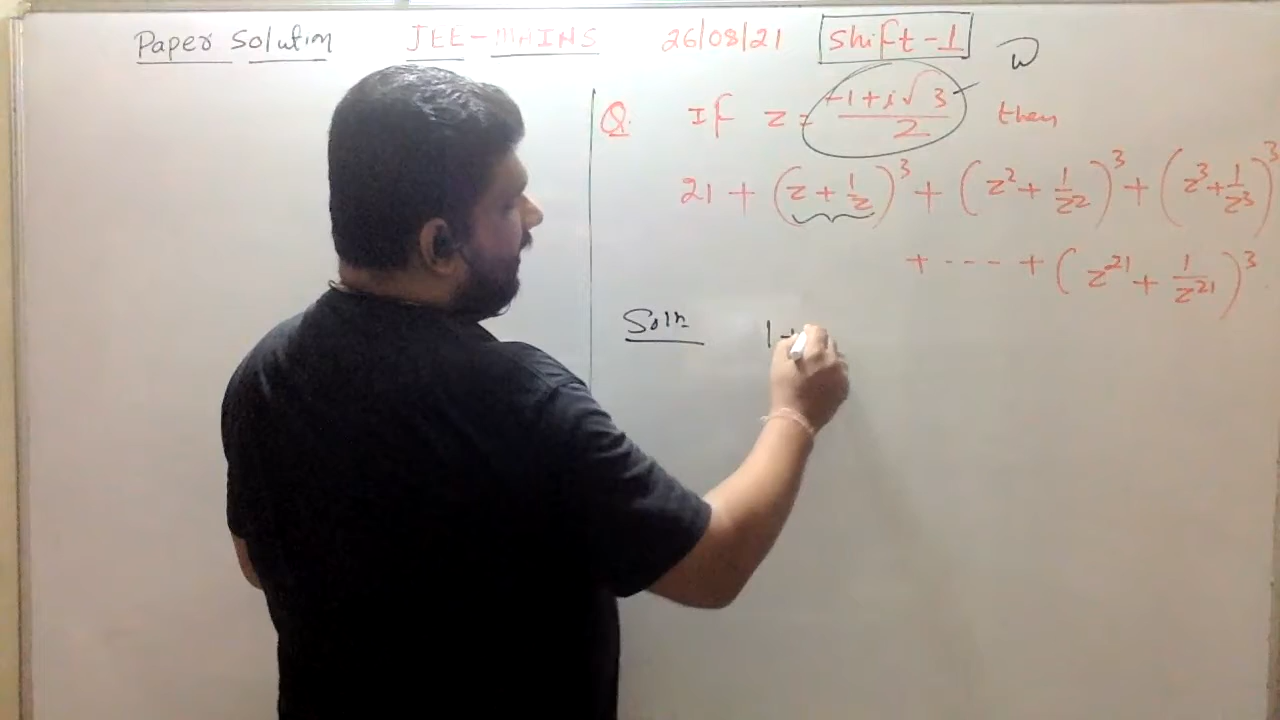 Paper Solution JEE-MAINS 26/08/21 Shift-1
ω
Q. If z = (-1+i√3)/2 then
21 + (z + 1/z)³ + (z² + 1/z²)³ + (z³ + 1/z³)³
+ ---- + (z²¹ + 1/z²¹)³
Soln 1+